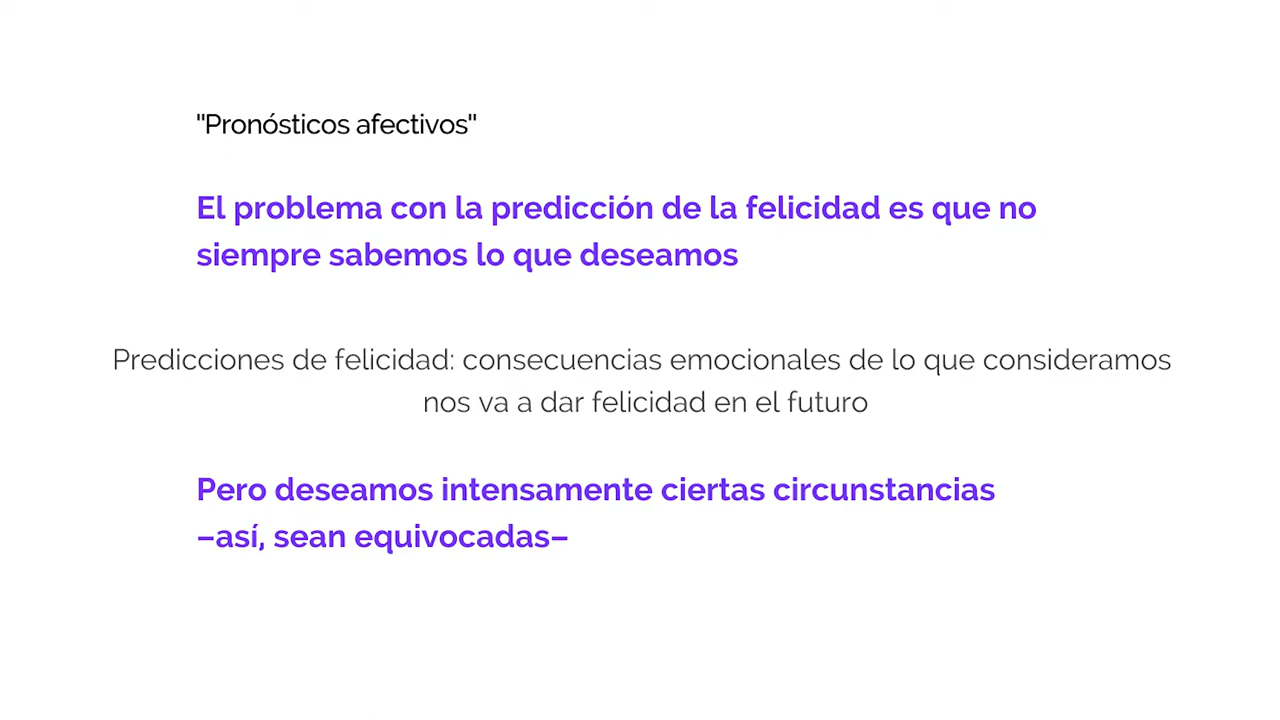 "Pronósticos afectivos"
El problema con la predicción de la felicidad es que no
siempre sabemos lo que deseamos
Predicciones de felicidad: consecuencias emocionales de lo que consideramos
nos va a dar felicidad en el futuro
Pero deseamos intensamente ciertas circunstancias
–así, sean equivocadas–